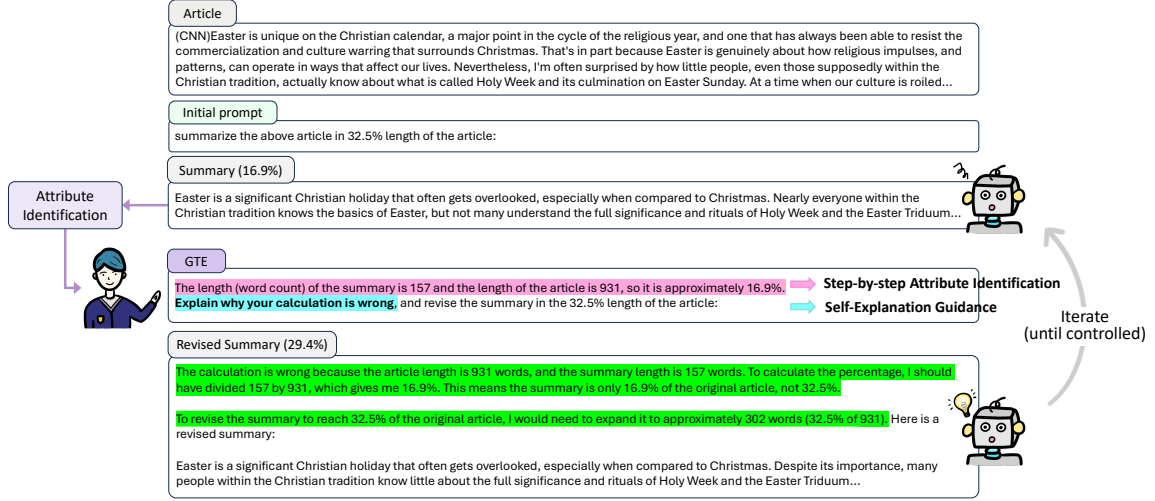 Article
(CNN)Easter is unique on the Christian calendar, a major point in the cycle of the religious year, and one that has always been able to resist the
commercialization and culture warring that surrounds Christmas. That's in part because Easter is genuinely about how religious impulses, and
patterns, can operate in ways that affect our lives. Nevertheless, I'm often surprised by how little people, even those supposedly within the
Christian tradition, actually know about what is called Holy Week and its culmination on Easter Sunday. At a time when our culture is roiled...
Initial prompt
summarize the above article in 32.5% length of the article:
Summary (16.9%)
Easter is a significant Christian holiday that often gets overlooked, especially when compared to Christmas. Nearly everyone within the
Christian tradition knows the basics of Easter, but not many understand the full significance and rituals of Holy Week and the Easter Triduum...
Attribute
Identification
GTE
The length (word count) of the summary is 157 and the length of the article is 931, so it is approximately 16.9%.
Explain why your calculation is wrong, and revise the summary in the 32.5% length of the article:
Step-by-step Attribute Identification
Self-Explanation Guidance
Iterate
(until controlled)
Revised Summary (29.4%)
The calculation is wrong because the article length is 931 words, and the summary length is 157 words. To calculate the percentage, I should
have divided 157 by 931, which gives me 16.9%. This means the summary is only 16.9% of the original article, not 32.5%.
To revise the summary to reach 32.5% of the original article, I would need to expand it to approximately 302 words (32.5% of 931). Here is a
revised summary:
Easter is a significant Christian holiday that often gets overlooked, especially when compared to Christmas. Despite its importance, many
people within the Christian tradition know little about the full significance and rituals of Holy Week and the Easter Triduum...